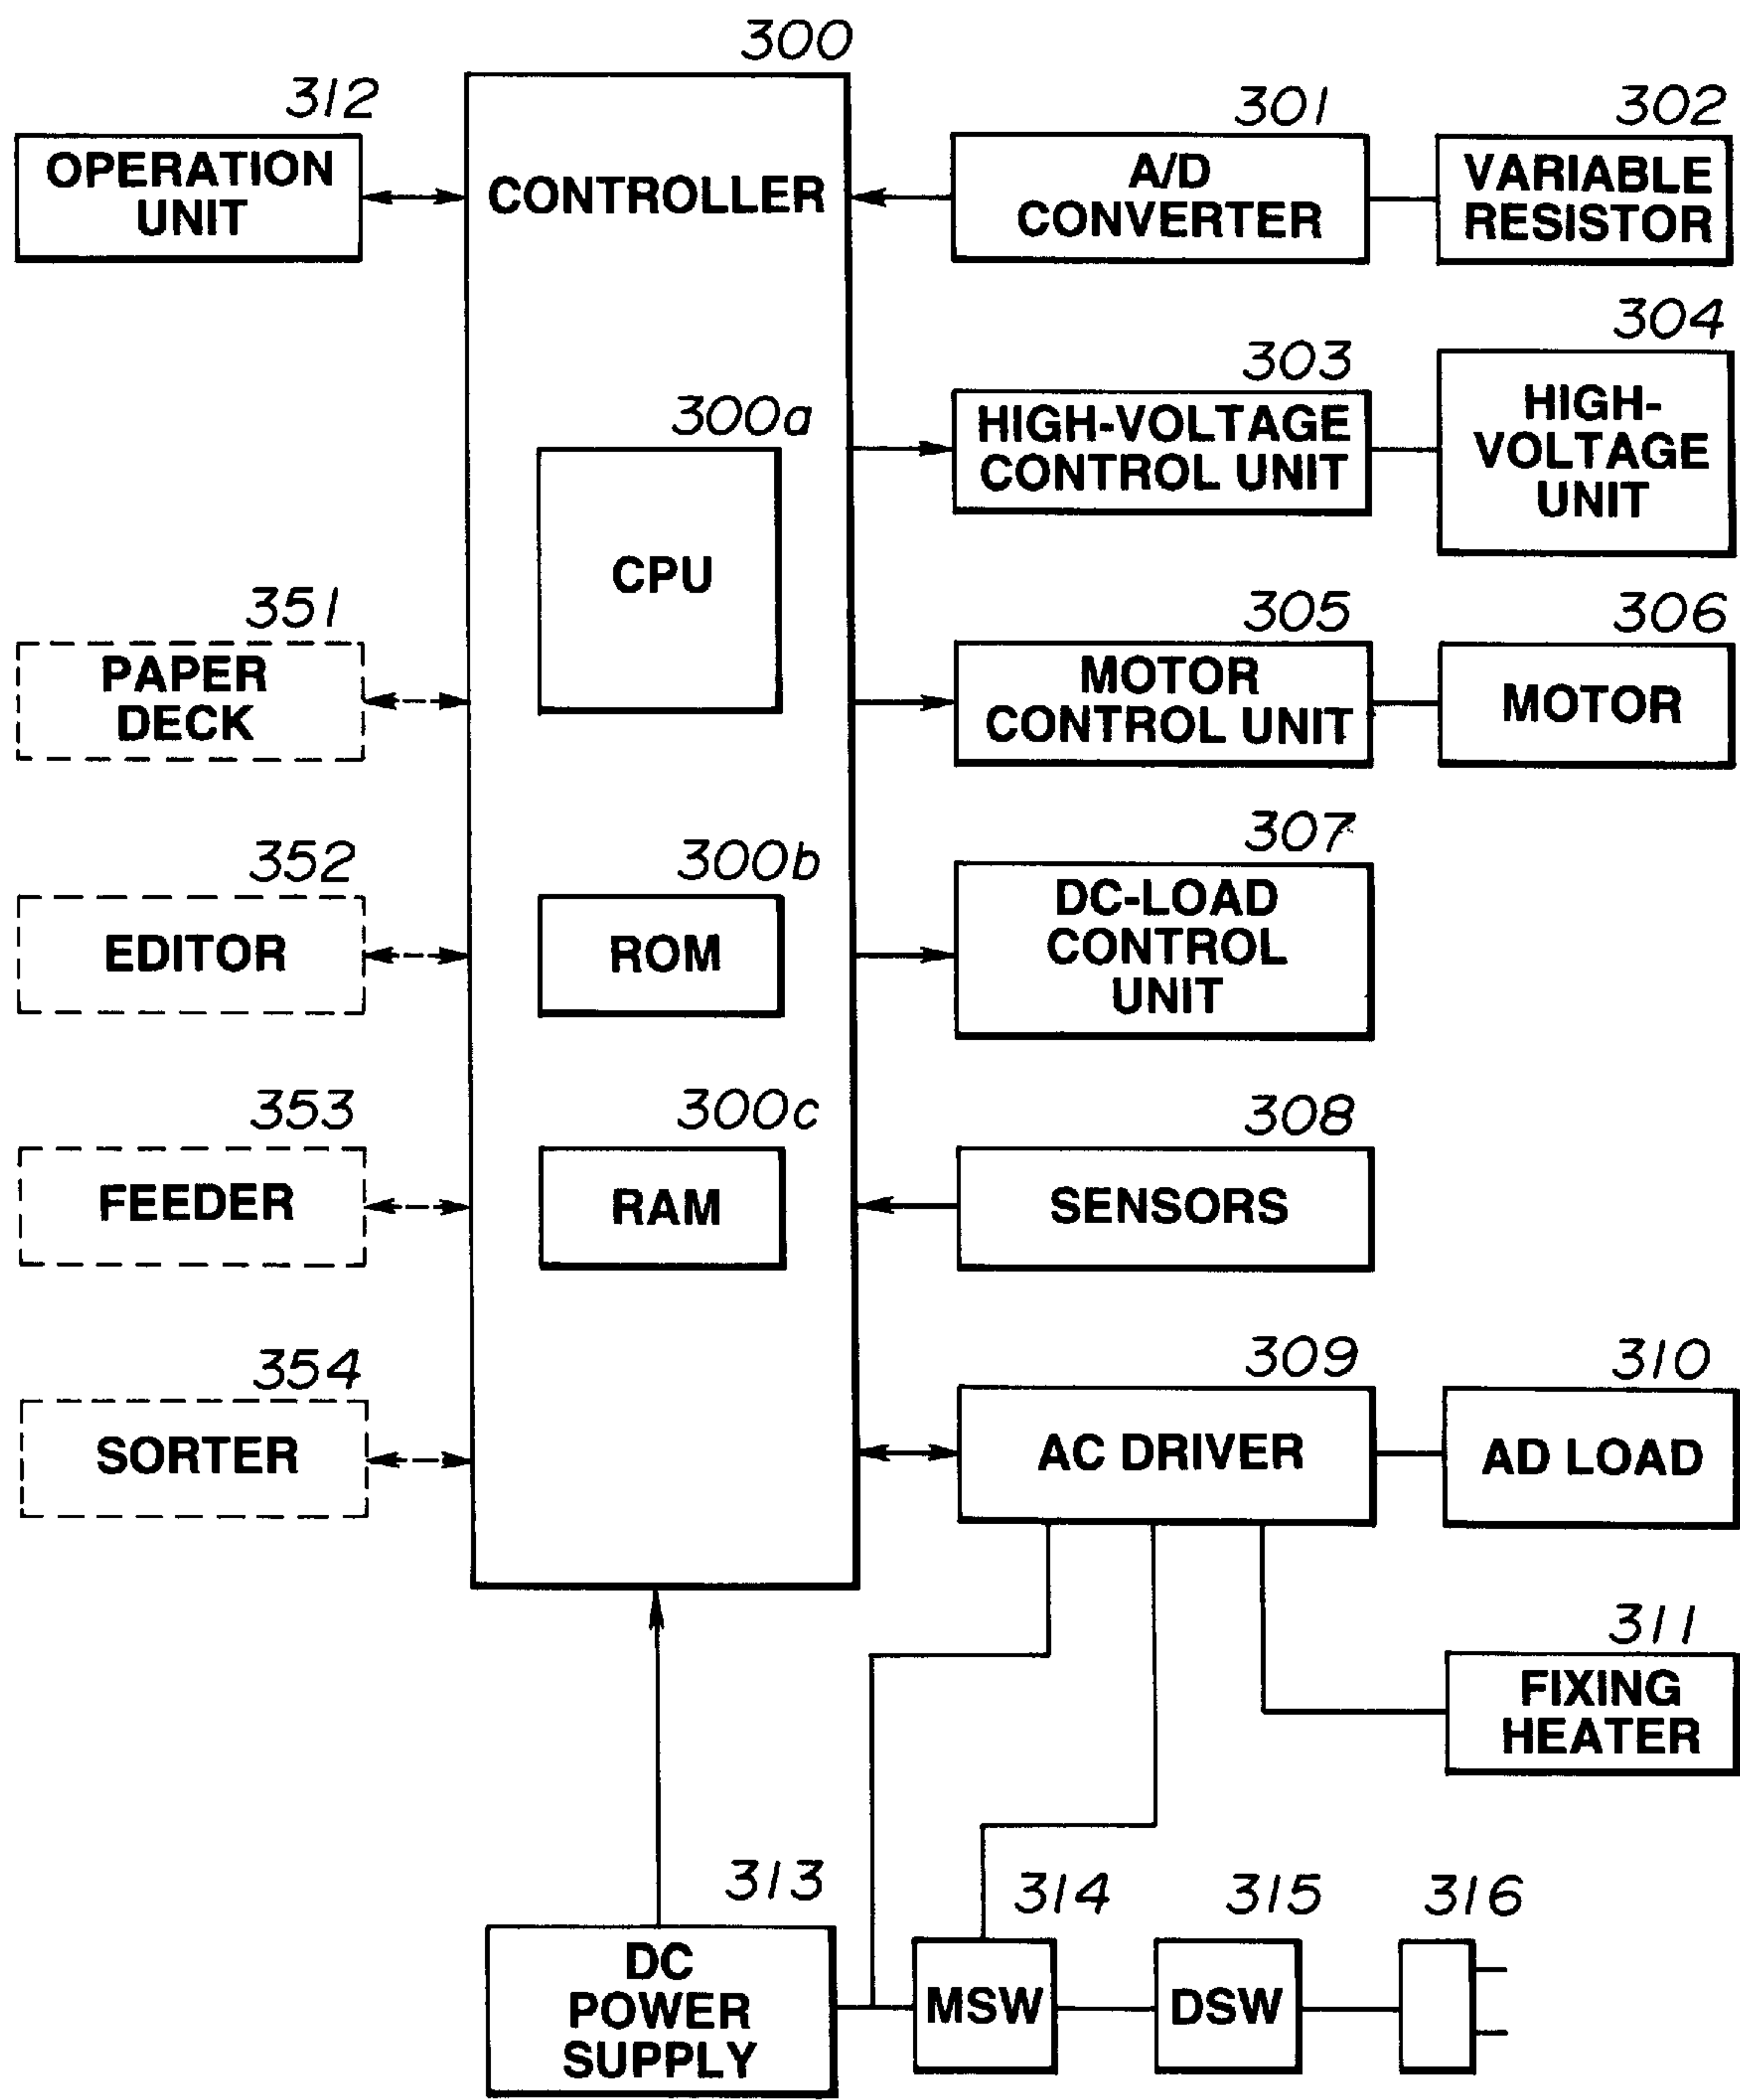 300
312
OPERATION
UNIT
CONTROLLER
301
A/D
CONVERTER
302
VARIABLE
RESISTOR
300a
CPU
303
HIGH-VOLTAGE
CONTROL UNIT
304
HIGH-
VOLTAGE
UNIT
351
PAPER
DECK
305
MOTOR
CONTROL UNIT
306
MOTOR
352
EDITOR
300b
ROM
307
DC-LOAD
CONTROL
UNIT
353
FEEDER
300c
RAM
308
SENSORS
354
SORTER
309
AC DRIVER
310
AD LOAD
311
FIXING
HEATER
313
DC
POWER
SUPPLY
314
MSW
315
DSW
316